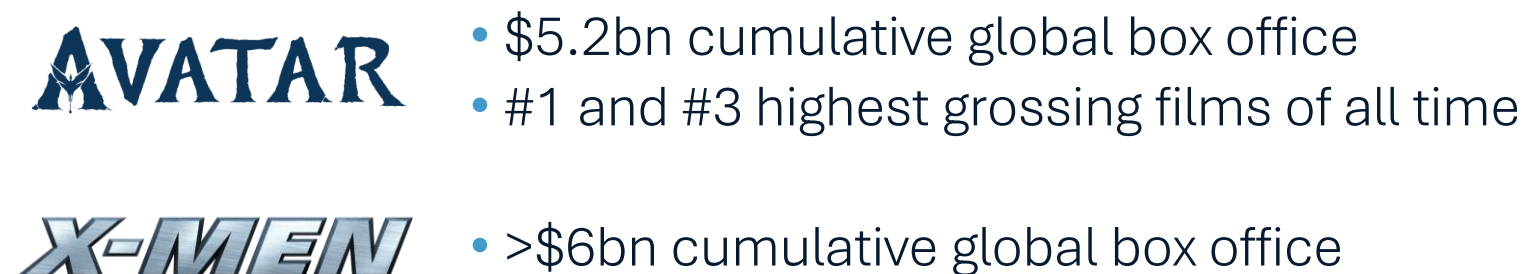 AVATAR
• $5.2bn cumulative global box office
• #1 and #3 highest grossing films of all time
X-MEN
• >$6bn cumulative global box office